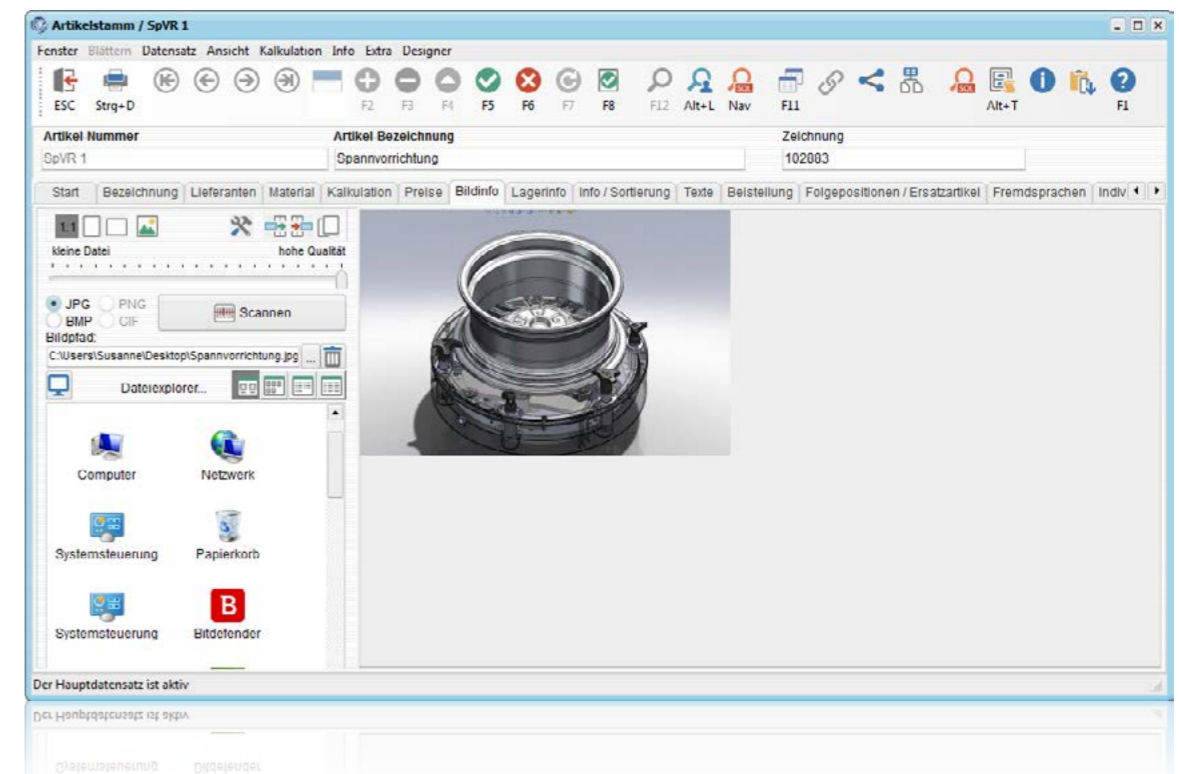 Artikelstamm / SpVR 1
Fenster Blättern Datensatz Ansicht Kalkulation Info Extra Designer
ESC Strg+D F2 F3 F4 F5 F6 F7 F8 F12 Alt+L Nav F11 Alt+T F1
Artikel Nummer Artikel Bezeichnung Zeichnung
SpVR 1 Spannvorrichtung 102883
Start Bezeichnung Lieferanten Material Kalkulation Preise Bildinfo Lagerinfo Info / Sortierung Texte Beistellung Folgepositionen / Ersatzartikel Fremdsprachen Indiv
1:1
kleine Datei hohe Qualität
JPG PNG
BMP GIF
Scannen
Bildpfad:
C:\Users\Susanne\Desktop\Spannvorrichtung.jpg ...
Dateiexplorer...
Computer Netzwerk
Systemsteuerung Papierkorb
B
Systemsteuerung Bitdefender
Der Hauptdatensatz ist aktiv